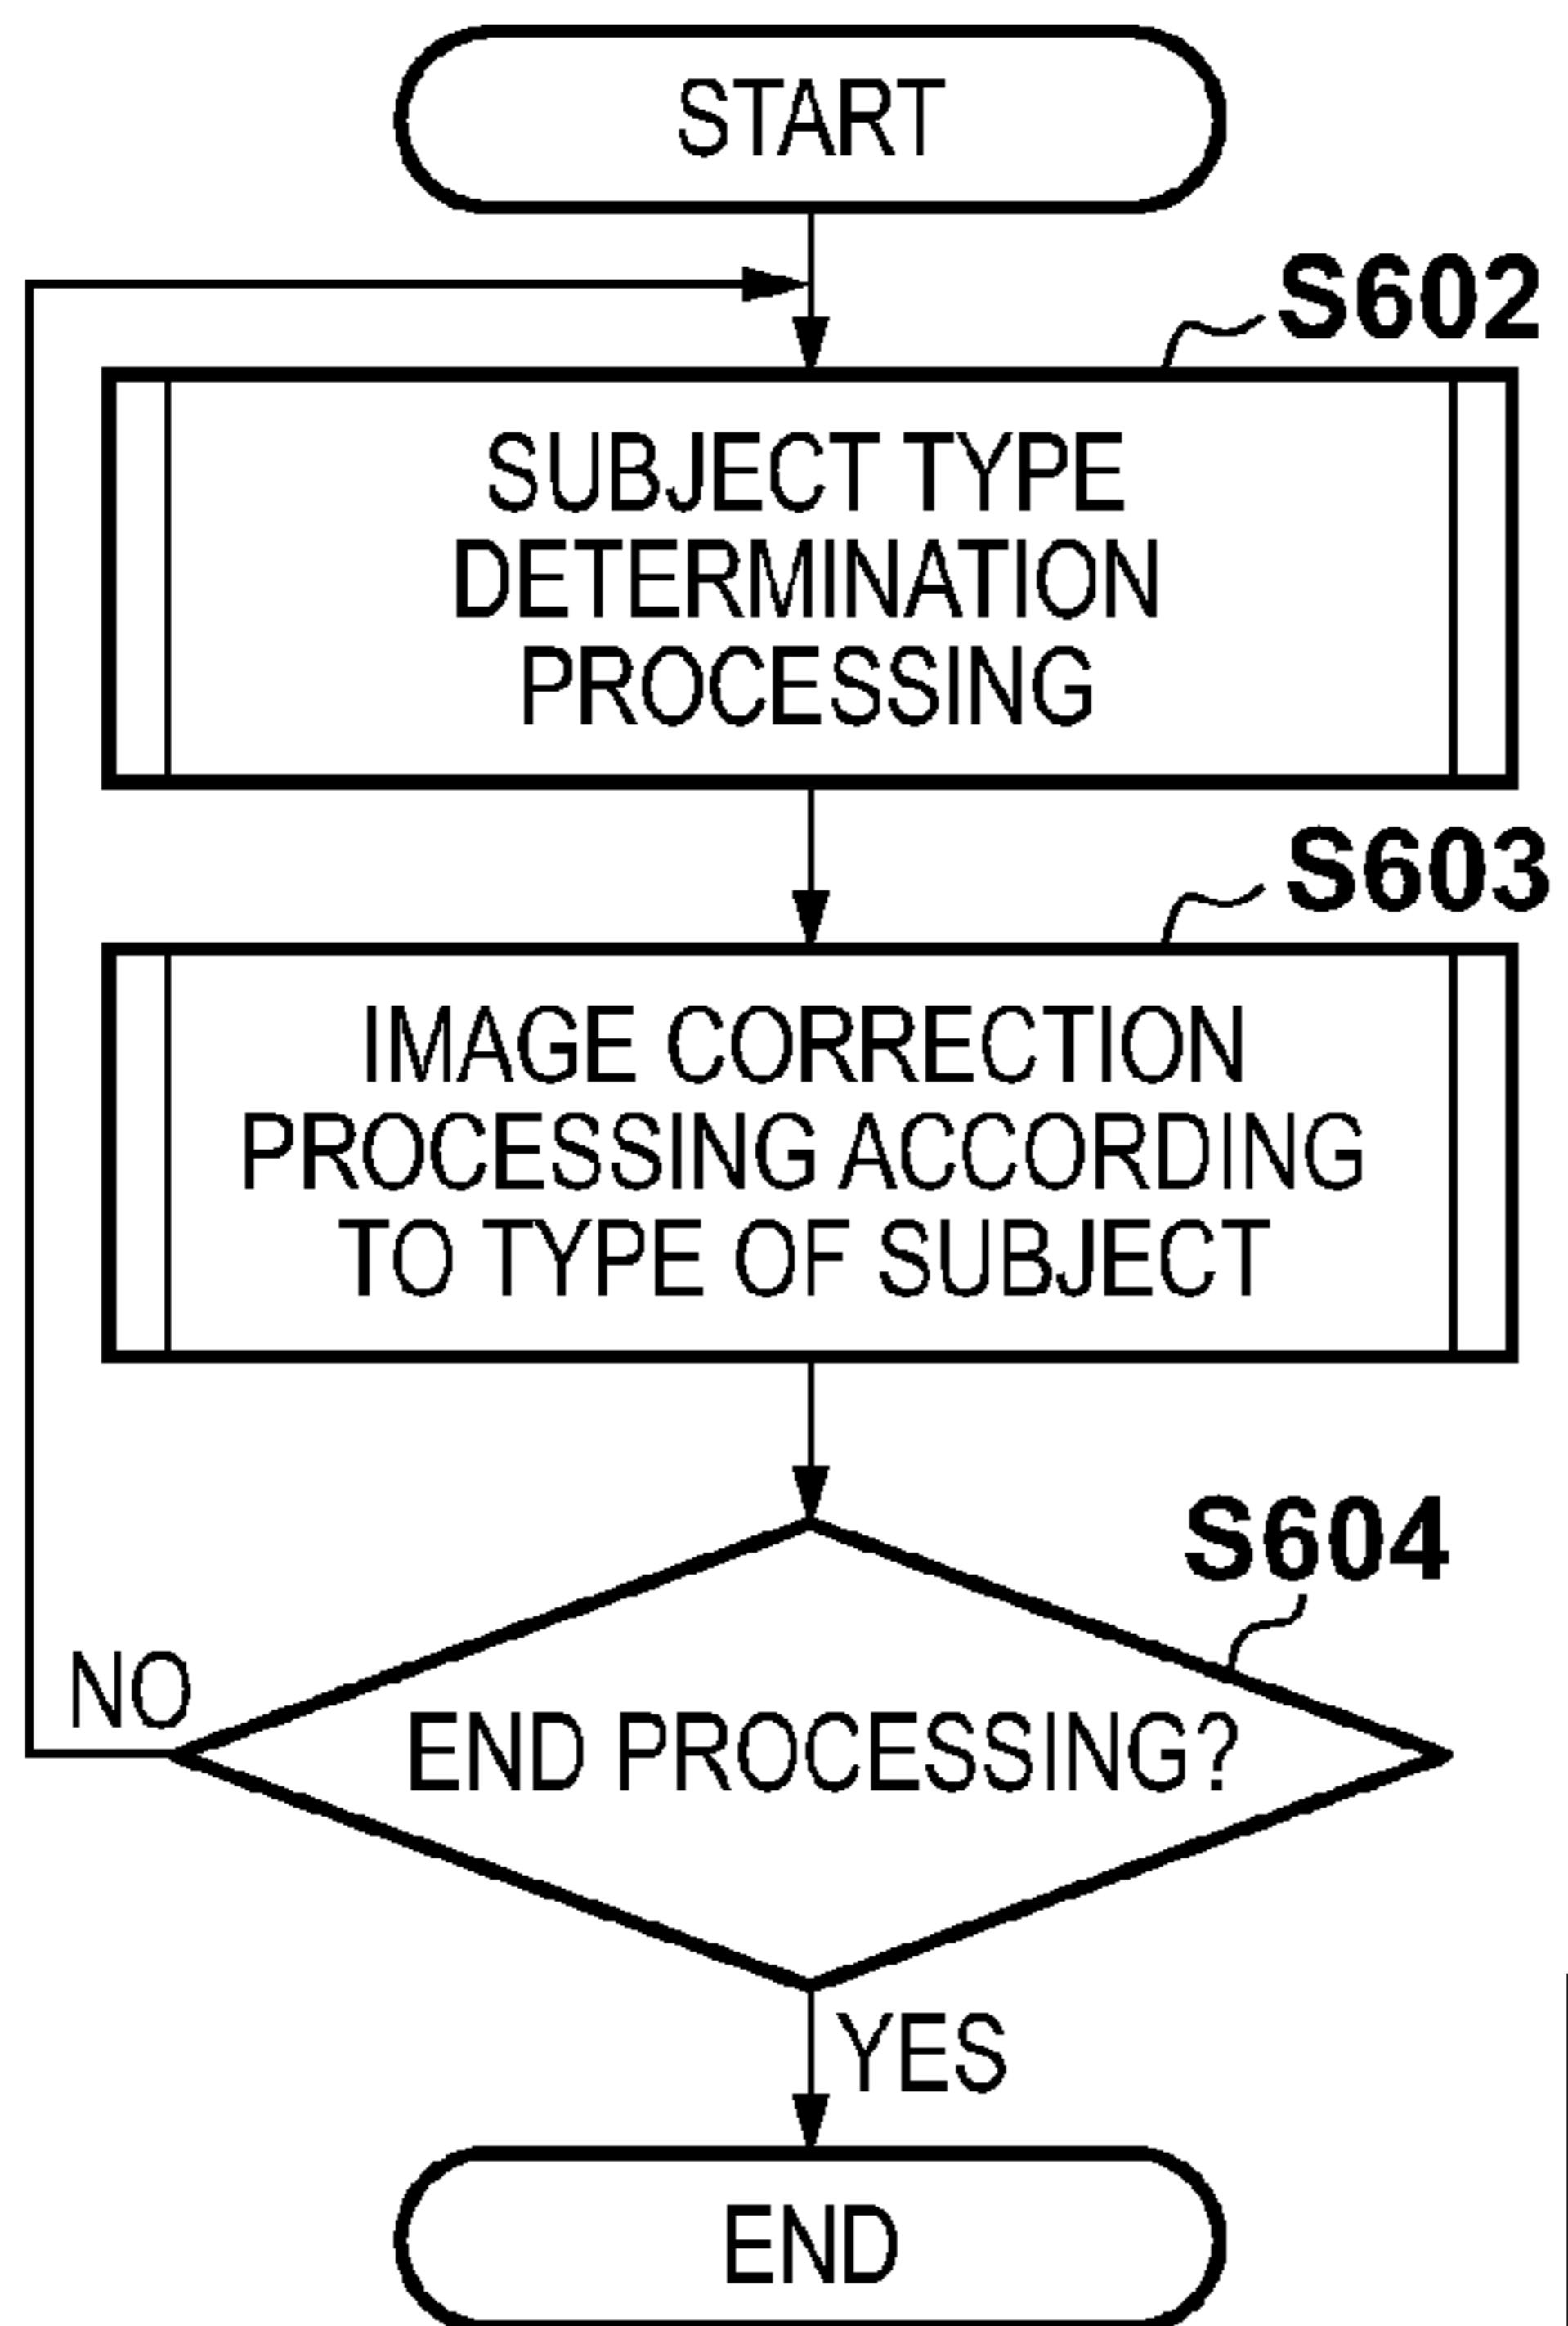 START
S602
SUBJECT TYPE
DETERMINATION
PROCESSING
S603
IMAGE CORRECTION
PROCESSING ACCORDING
TO TYPE OF SUBJECT
S604
NO
END PROCESSING?
YES
END